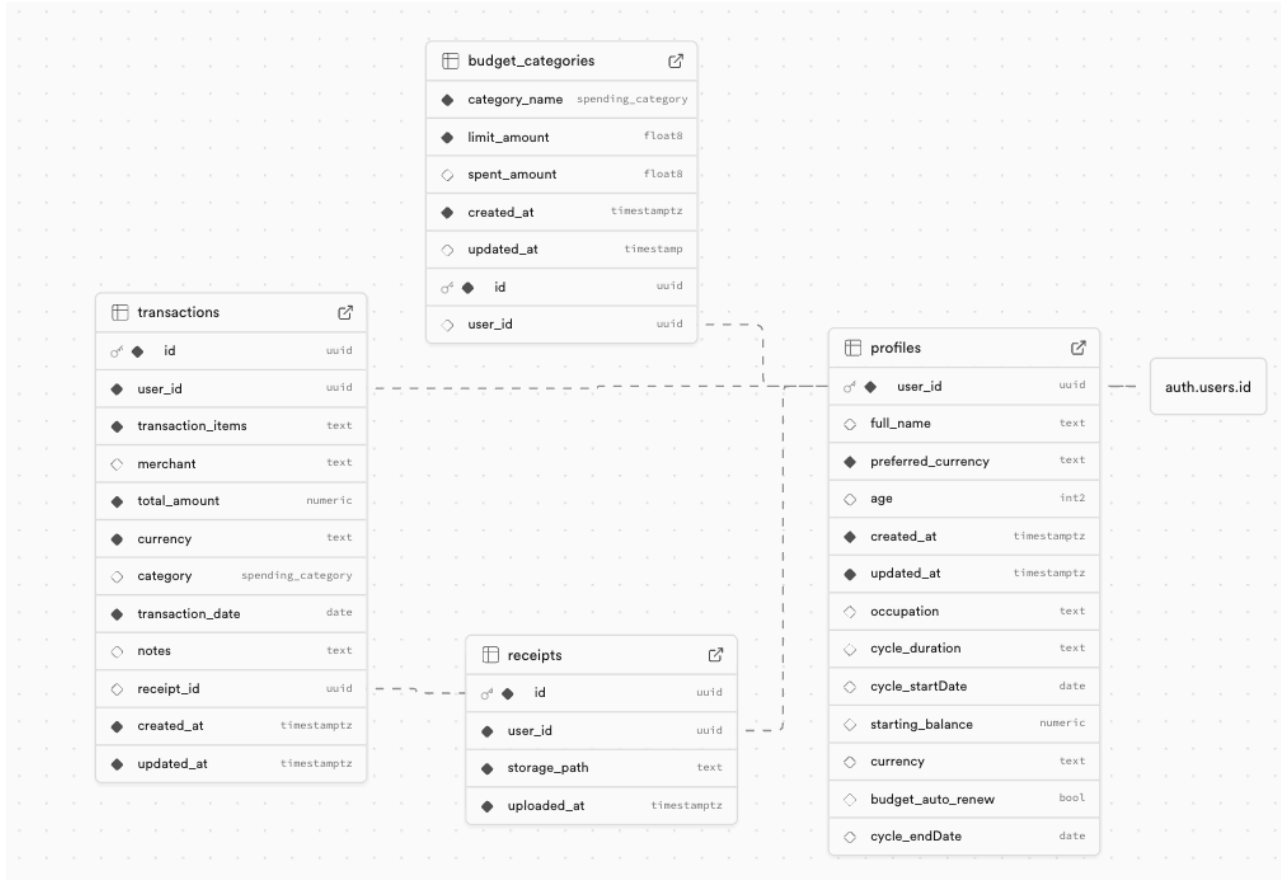 budget_categories
category_name spending_category
limit_amount float8
spent_amount float8
created_at timestamptz
updated_at timestamp
id uuid
user_id uuid
transactions
id uuid
user_id uuid
transaction_items text
merchant text
total_amount numeric
currency text
category spending_category
transaction_date date
notes text
receipt_id uuid
created_at timestamptz
updated_at timestamptz
receipts
id uuid
user_id uuid
storage_path text
uploaded_at timestamptz
profiles
user_id uuid
full_name text
preferred_currency text
age int2
created_at timestamptz
updated_at timestamptz
occupation text
cycle_duration text
cycle_startDate date
starting_balance numeric
currency text
budget_auto_renew bool
cycle_endDate date
auth.users.id